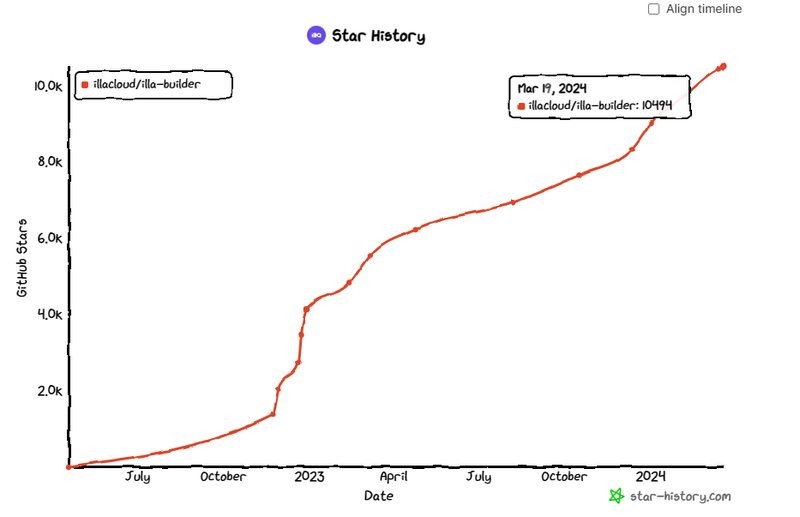 Align timeline
illa Star History
illacloud/illa-builder
Mar 19, 2024
illacloud/illa-builder: 10494
10.0k
8.0k
6.0k
4.0k
2.0k
GitHub Stars
July October 2023 April July October 2024
Date
star-history.com